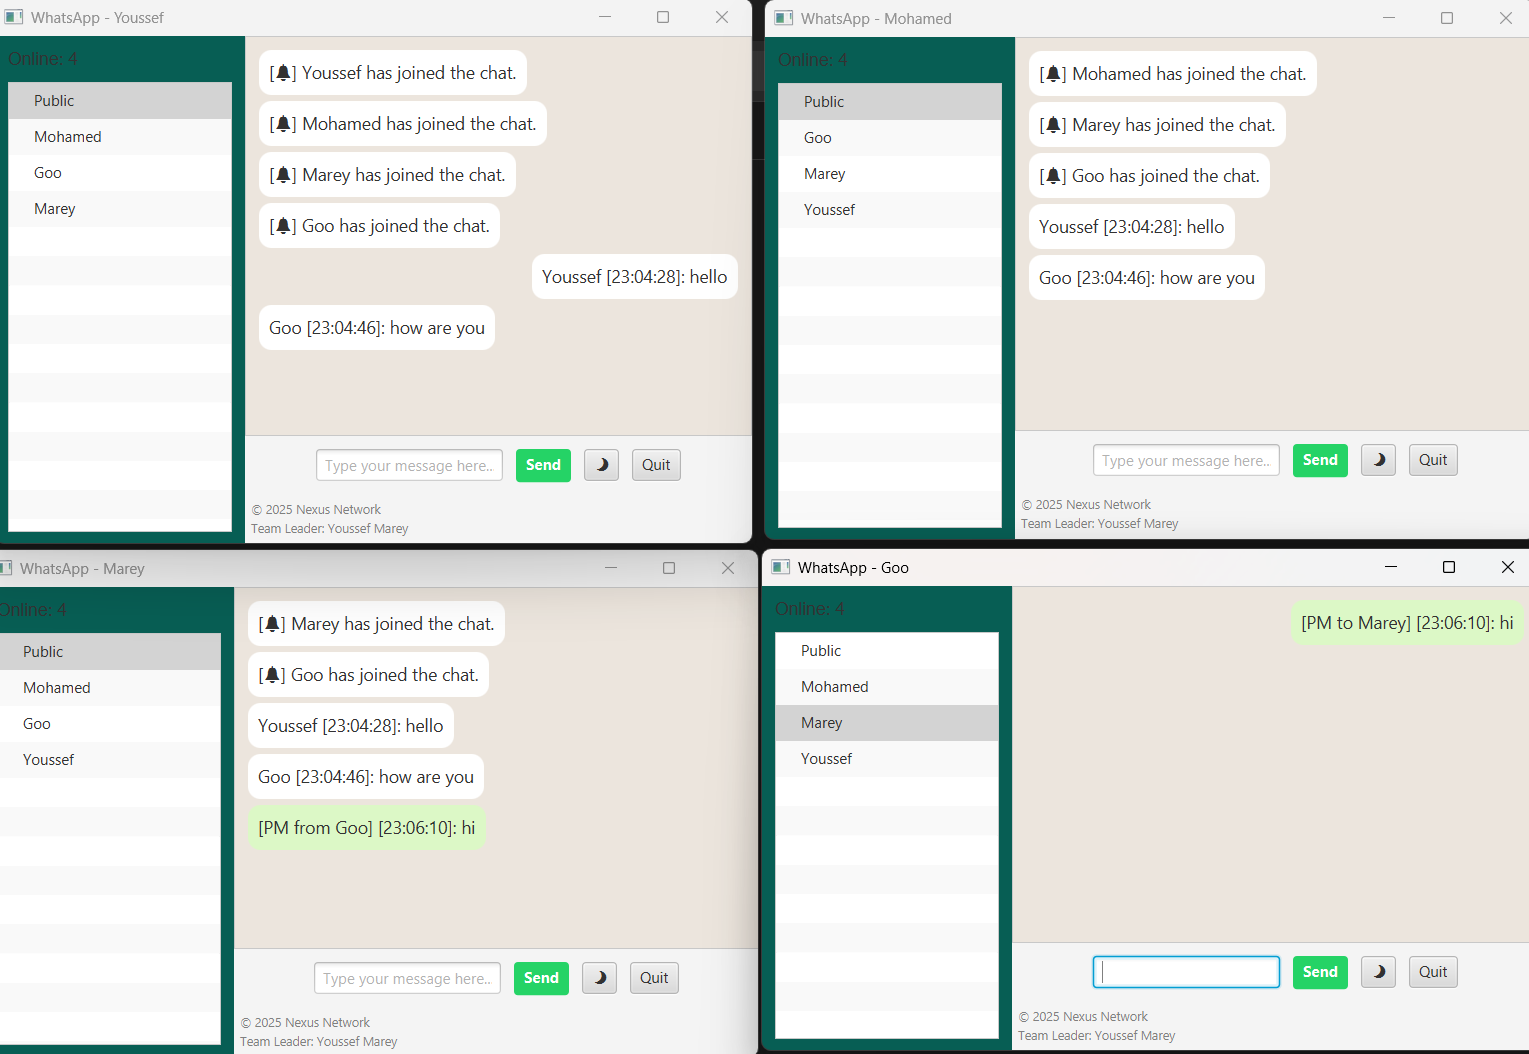 WhatsApp - Youssef
Online: 4
Public
Mohamed
Goo
Marey
[🔔] Youssef has joined the chat.
[🔔] Mohamed has joined the chat.
[🔔] Marey has joined the chat.
[🔔] Goo has joined the chat.
Youssef [23:04:28]: hello
Goo [23:04:46]: how are you
Type your message here..
Send
Quit
© 2025 Nexus Network
Team Leader: Youssef Marey
WhatsApp - Mohamed
Online: 4
Public
Goo
Marey
Youssef
[🔔] Mohamed has joined the chat.
[🔔] Marey has joined the chat.
[🔔] Goo has joined the chat.
Youssef [23:04:28]: hello
Goo [23:04:46]: how are you
Type your message here..
Send
Quit
© 2025 Nexus Network
Team Leader: Youssef Marey
WhatsApp - Marey
Online: 4
Public
Mohamed
Goo
Youssef
[🔔] Marey has joined the chat.
[🔔] Goo has joined the chat.
Youssef [23:04:28]: hello
Goo [23:04:46]: how are you
[PM from Goo] [23:06:10]: hi
Type your message here..
Send
Quit
© 2025 Nexus Network
Team Leader: Youssef Marey
WhatsApp - Goo
Online: 4
Public
Mohamed
Marey
Youssef
[PM to Marey] [23:06:10]: hi
Send
Quit
© 2025 Nexus Network
Team Leader: Youssef Marey